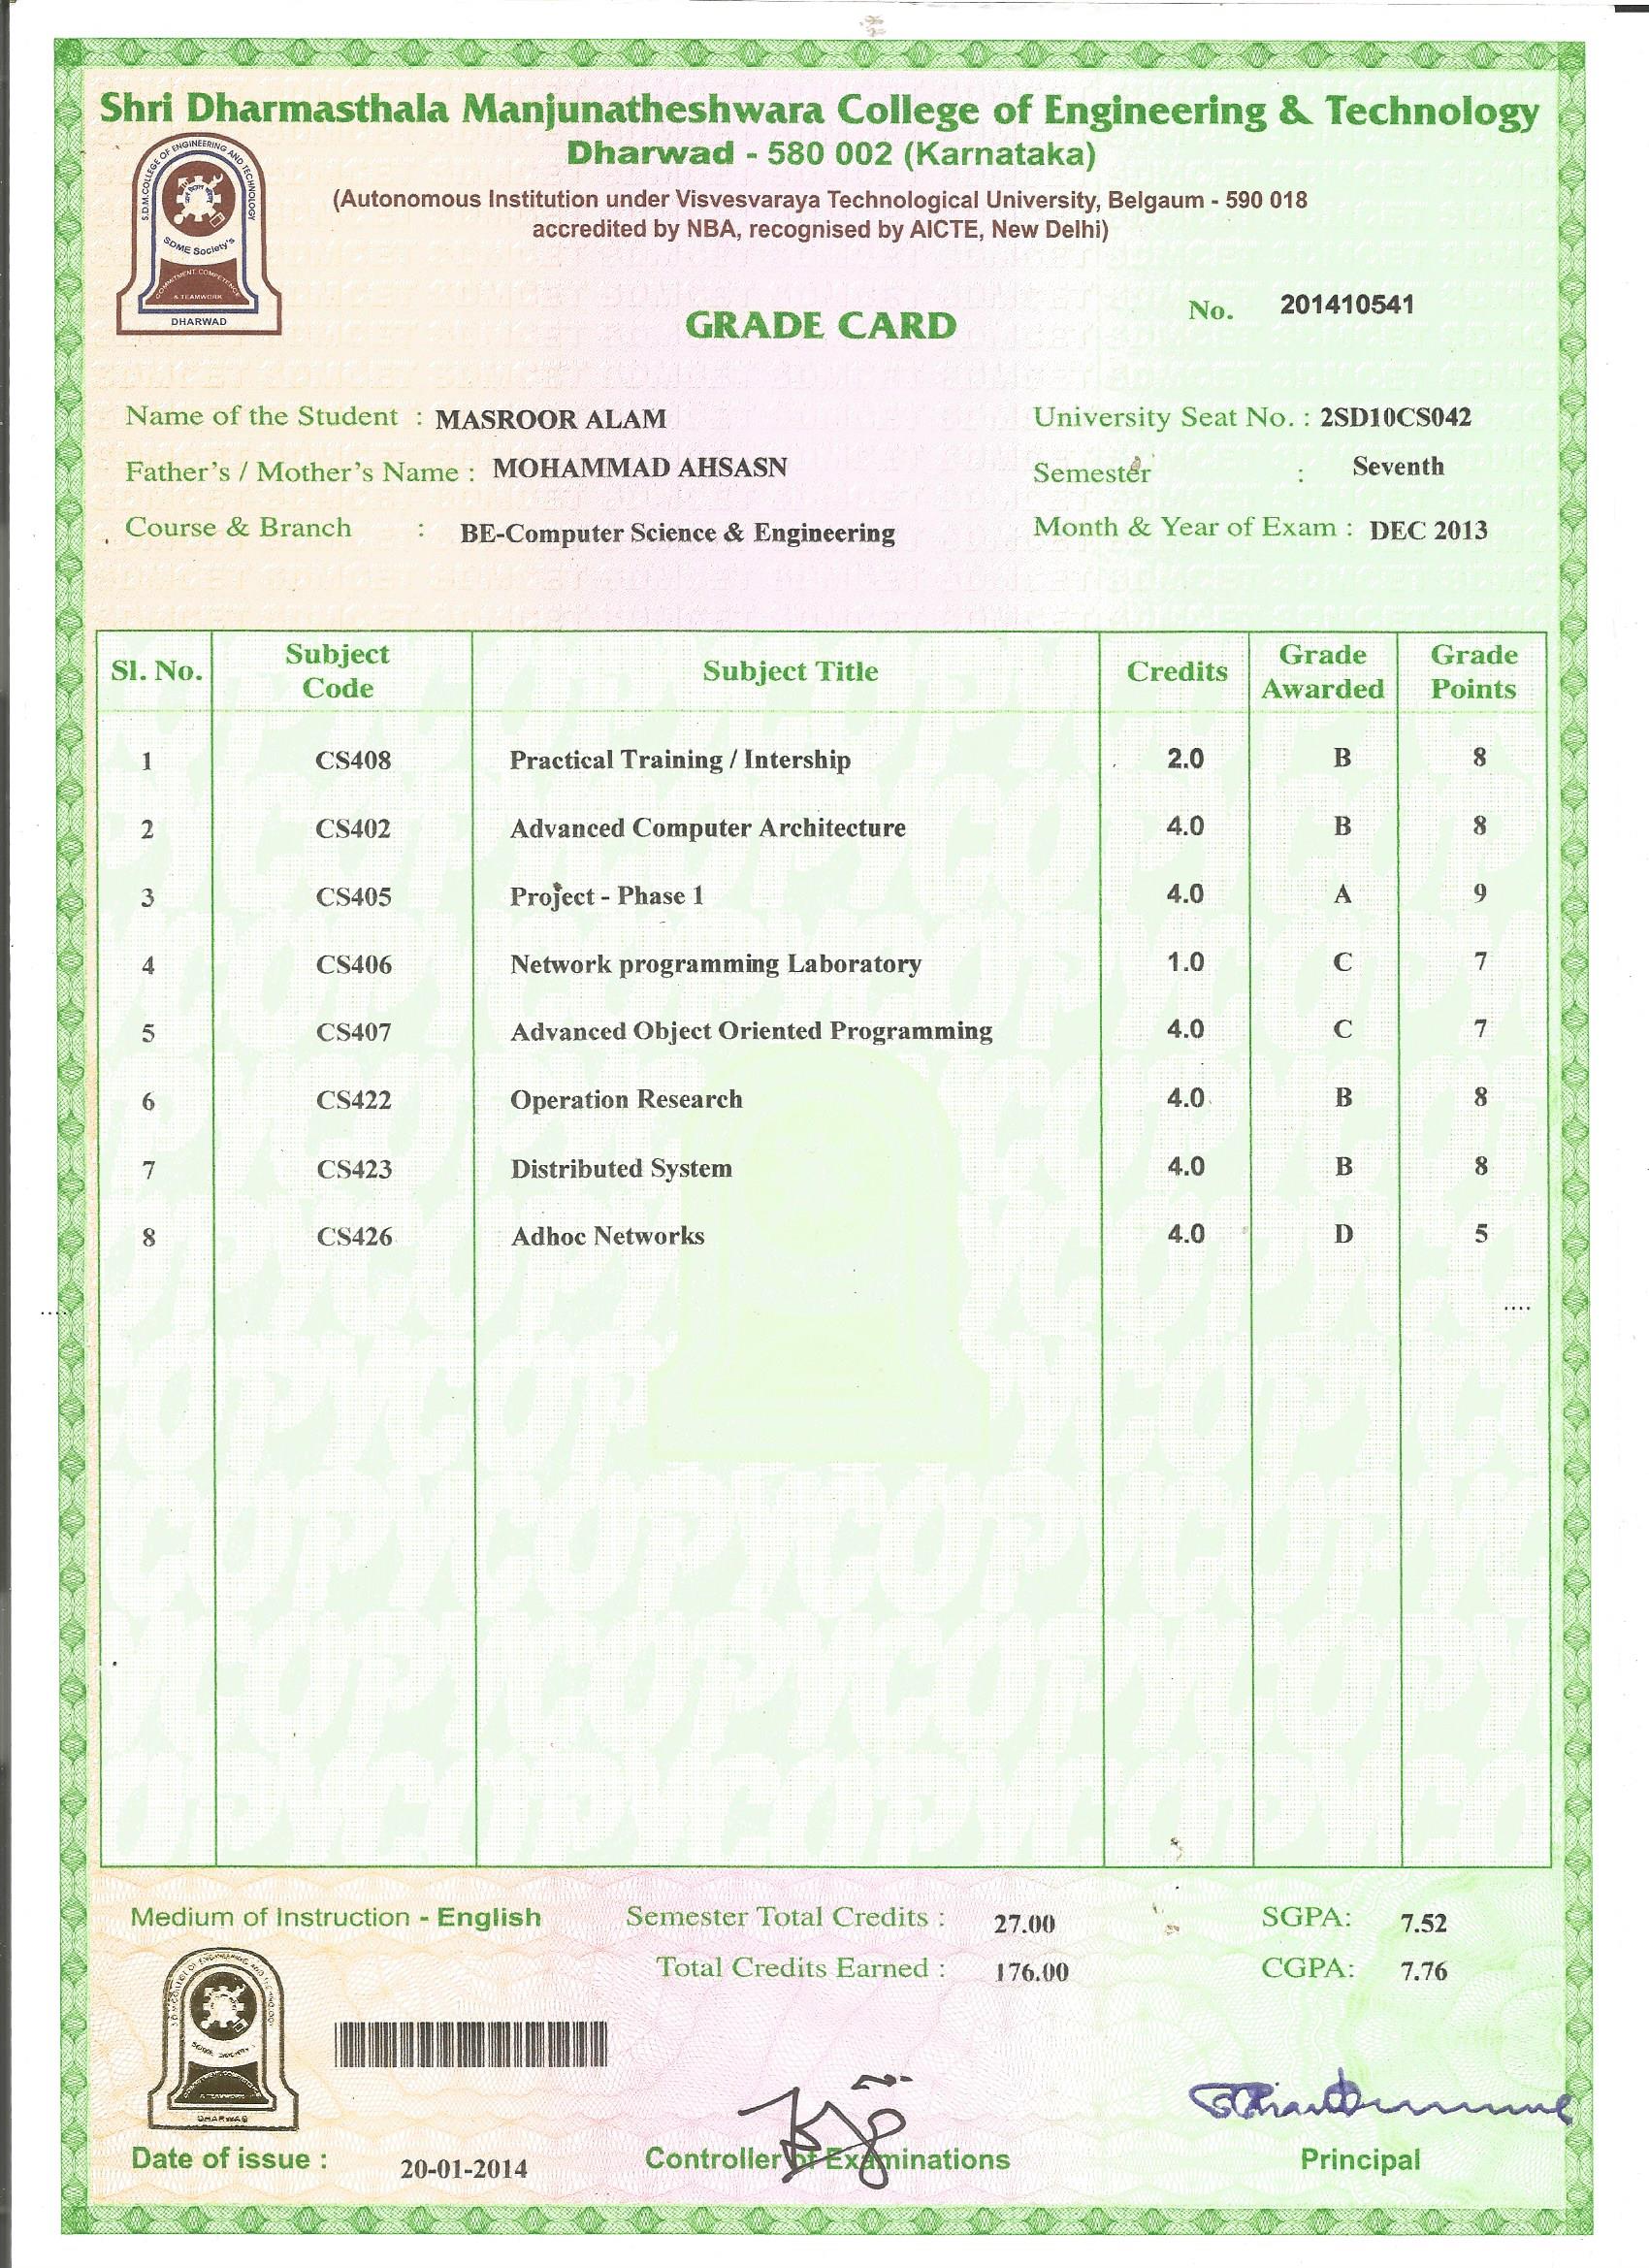 Shri Dharmasthala Manjunatheshwara College of Engineering & Technology
Dharwad - 580 002 (Karnataka)
(Autonomous Institution under Visvesvaraya Technological University, Belgaum - 590 018
accredited by NBA, recognised by AICTE, New Delhi)
S.D.M. COLLEGE OF ENGINEERING AND TECHNOLOGY
SDME Society's
COMMITMENT, COMPETENCE
& TEAMWORK
DHARWAD
GRADE CARD
No. 201410541
Name of the Student : MASROOR ALAM University Seat No. : 2SD10CS042
Father's / Mother's Name : MOHAMMAD AHSASN Semester : Seventh
Course & Branch : BE-Computer Science & Engineering Month & Year of Exam : DEC 2013
Sl. No. Subject Code Subject Title Credits Grade Awarded Grade Points
1 CS408 Practical Training / Intership 2.0 B 8
2 CS402 Advanced Computer Architecture 4.0 B 8
3 CS405 Project - Phase 1 4.0 A 9
4 CS406 Network programming Laboratory 1.0 C 7
5 CS407 Advanced Object Oriented Programming 4.0 C 7
6 CS422 Operation Research 4.0 B 8
7 CS423 Distributed System 4.0 B 8
8 CS426 Adhoc Networks 4.0 D 5
Medium of Instruction - English Semester Total Credits : 27.00 SGPA: 7.52
Total Credits Earned : 176.00 CGPA: 7.76
DHARWAD
Date of issue : 20-01-2014 Controller of Examinations Principal